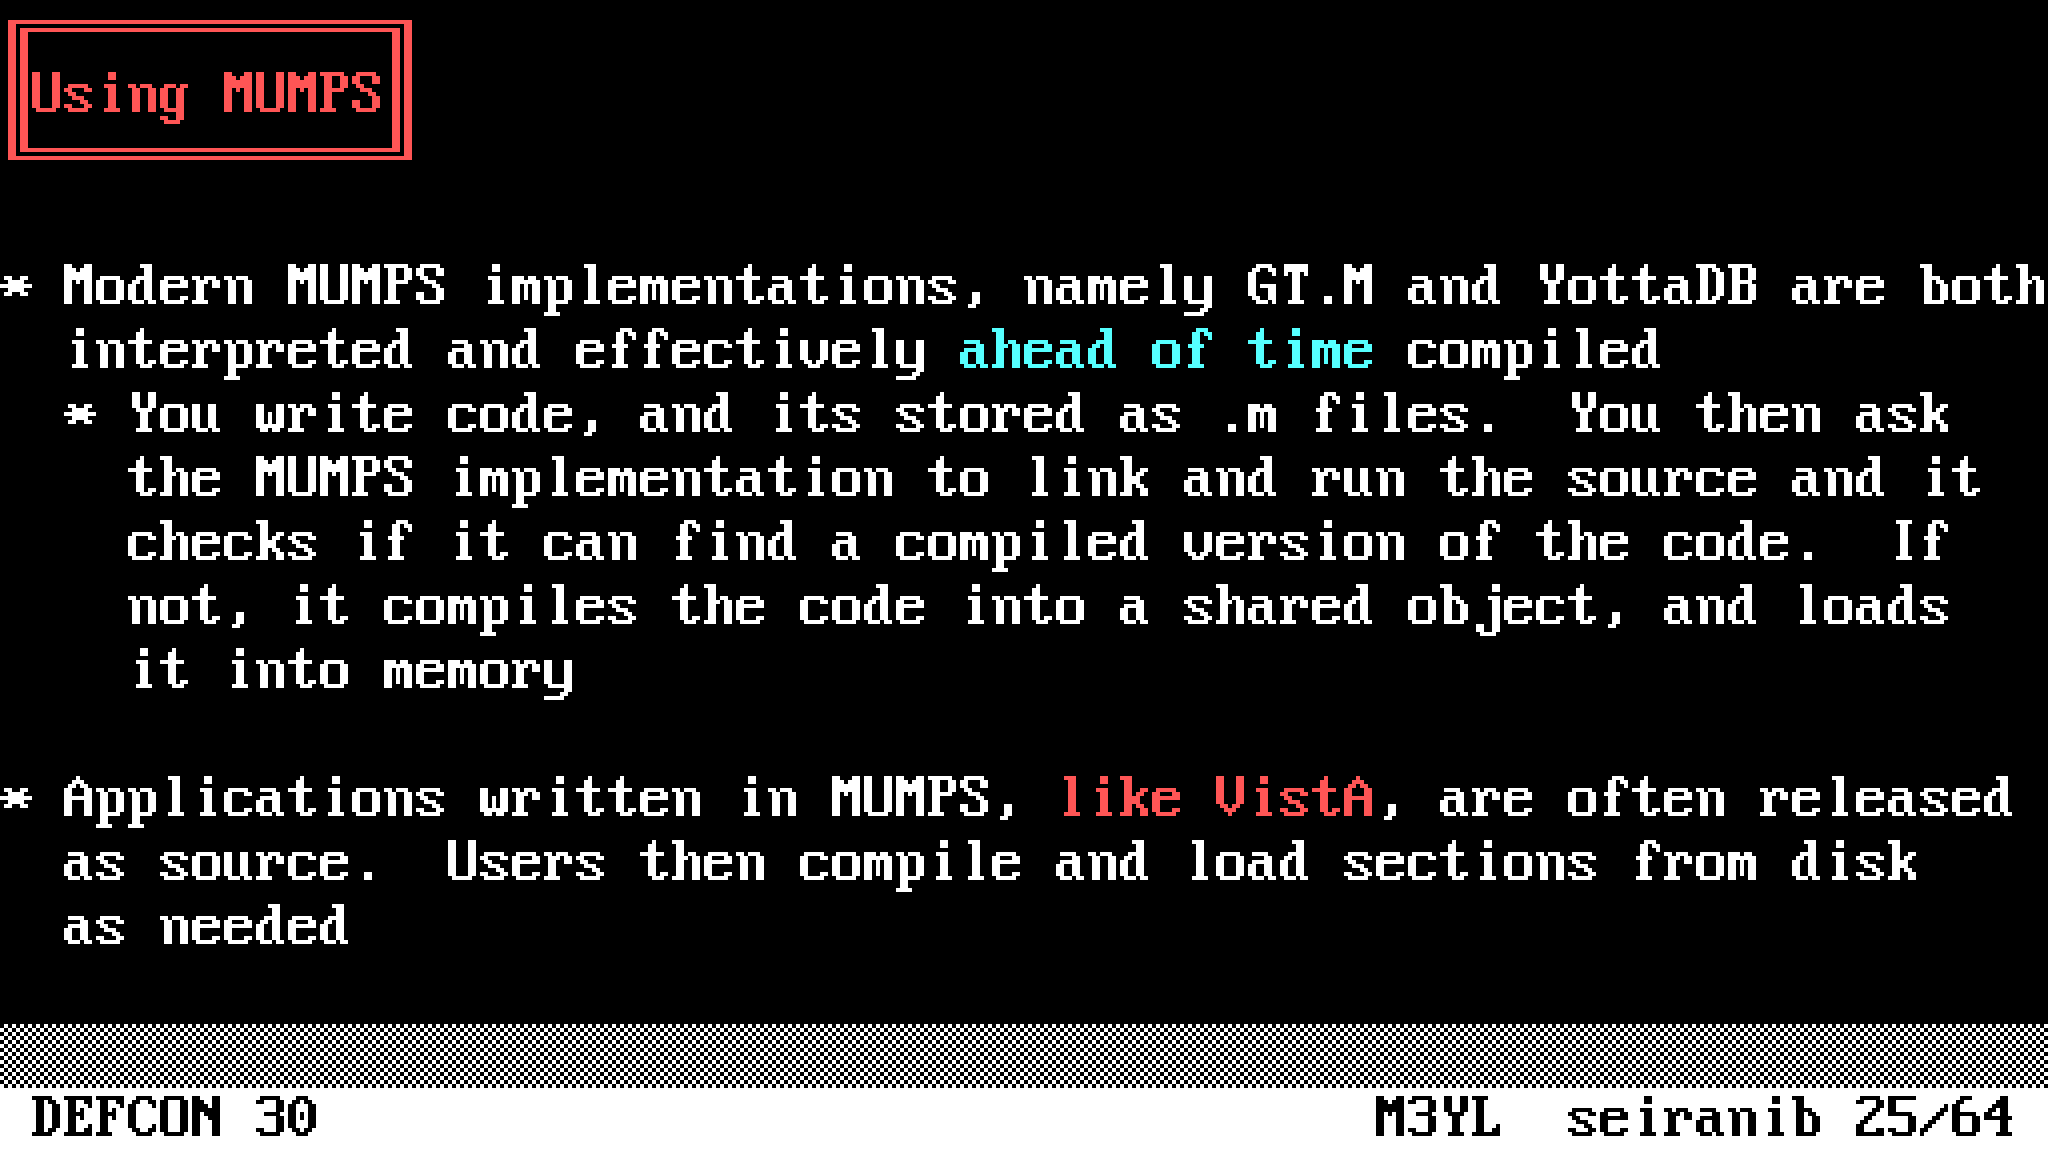 Using MUMPS
* Modern MUMPS implementations, namely GT.M and YottaDB are both
interpreted and effectively ahead of time compiled
* You write code, and its stored as .m files.  You then ask
the MUMPS implementation to link and run the source and it
checks if it can find a compiled version of the code.  If
not, it compiles the code into a shared object, and loads
it into memory
* Applications written in MUMPS, like VistA, are often released
as source.  Users then compile and load sections from disk
as needed
DEFCON 30
M3YL  seiranib 25/64